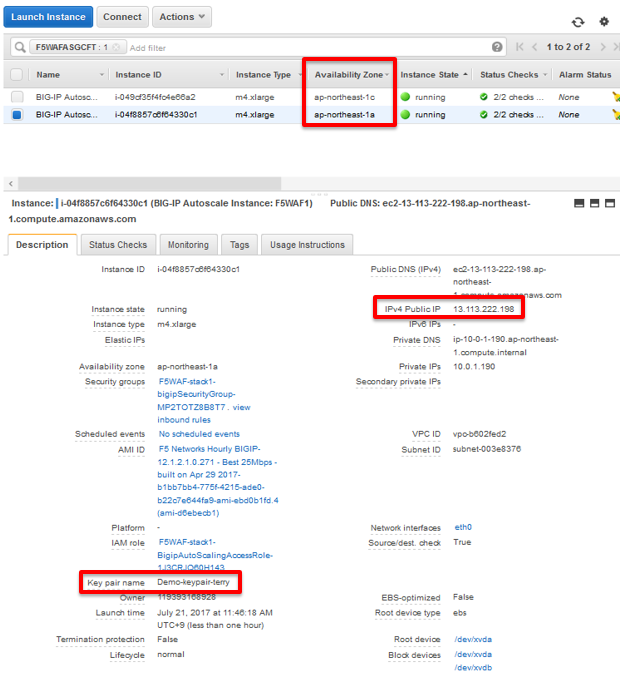 Launch Instance Connect Actions
F5WAFASGCFT : 1 Add filter 1 to 2 of 2
Name Instance ID Instance Type Availability Zone Instance State Status Checks Alarm Status
BIG-IP Autosc... i-049cf35f4fc4e66a2 m4.xlarge ap-northeast-1c running 2/2 checks ... None
BIG-IP Autosc... i-04f8857c6f64330c1 m4.xlarge ap-northeast-1a running 2/2 checks ... None
Instance: i-04f8857c6f64330c1 (BIG-IP Autoscale Instance: F5WAF1) Public DNS: ec2-13-113-222-198.ap-northeast-
1.compute.amazonaws.com
Description Status Checks Monitoring Tags Usage Instructions
Instance ID i-04f8857c6f64330c1 Public DNS (IPv4) ec2-13-113-222-198.ap-
northeast-
1.compute.amazonaws.com
Instance state running IPv4 Public IP 13.113.222.198
Instance type m4.xlarge IPv6 IPs -
Elastic IPs Private DNS ip-10-0-1-190.ap-northeast-
1.compute.internal
Availability zone ap-northeast-1a Private IPs 10.0.1.190
Security groups F5WAF-stack1- Secondary private IPs
bigipSecurityGroup-
MP2TOTZ8B8T7 . view
inbound rules
Scheduled events No scheduled events VPC ID vpc-b602fed2
AMI ID F5 Networks Hourly BIGIP- Subnet ID subnet-003e8376
12.1.2.1.0.271 - Best 25Mbps -
built on Apr 29 2017-
b1bb7bb4-775f-4215-ade0-
b22c7e644fa9-ami-ebd0b1fd.4
(ami-d6ebecb1)
Platform - Network interfaces eth0
IAM role F5WAF-stack1- Source/dest. check True
BigipAutoScalingAccessRole-
1J3CRJQ60H143
Key pair name Demo-keypair-terry
Owner 119393168928 EBS-optimized False
Launch time July 21, 2017 at 11:46:18 AM Root device type ebs
UTC+9 (less than one hour)
Termination protection False Root device /dev/xvda
Lifecycle normal Block devices /dev/xvda
/dev/xvdb